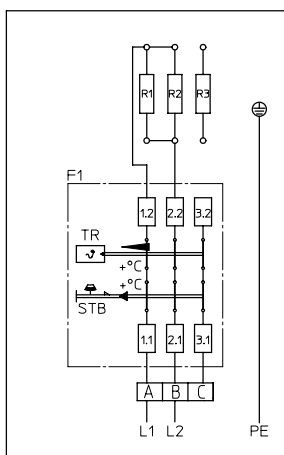 R1 R2 R3
F1
1.2 2.2 3.2
TR
+°C
+°C
STB
1.1 2.1 3.1
A B C
L1 L2 PE